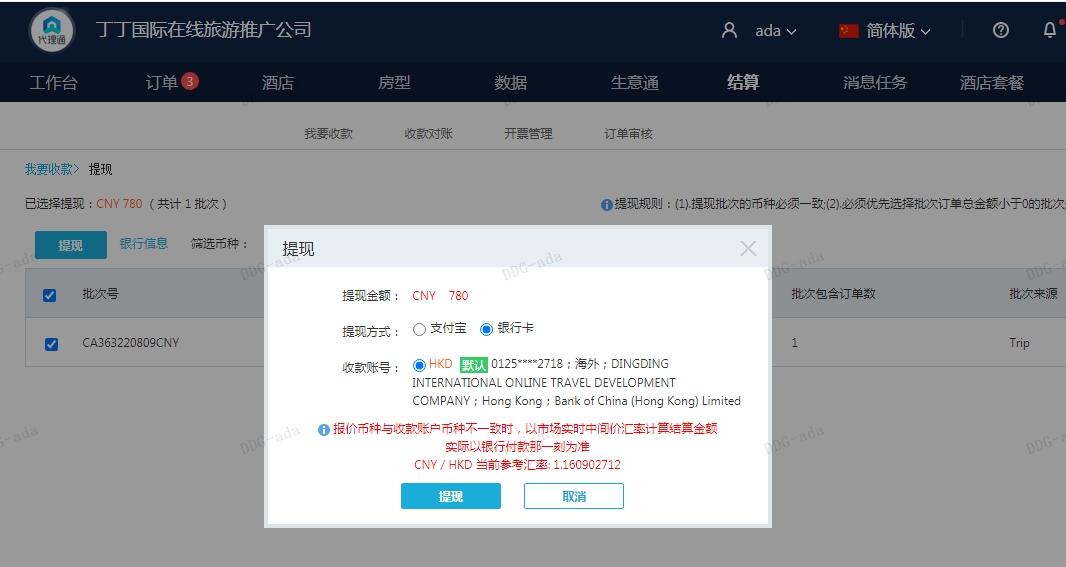 代理通
丁丁国际在线旅游推广公司
ada
简体版
工作台
订单 3
酒店
房型
数据
生意通
结算
消息任务
酒店套餐
我要收款
收款对账
开票管理
订单审核
我要收款> 提现
已选择提现：CNY 780 （ 共计 1 批次 ）
提现规则：(1).提现批次的币种必须一致;(2).必须优先选择批次订单总金额小于0的批次;
提现
银行信息
筛选币种：
批次号
批次包含订单数
批次来源
CA363220809CNY
1
Trip
提现
提现金额： CNY 780
提现方式： 支付宝 银行卡
收款账号： HKD 默认 0125****2718；海外；DINGDING
INTERNATIONAL ONLINE TRAVEL DEVELOPMENT
COMPANY；Hong Kong；Bank of China (Hong Kong) Limited
报价币种与收款账户币种不一致时，以市场实时中间价汇率计算结算金额
实际以银行付款那一刻为准
CNY / HKD 当前参考汇率: 1.160902712
提现
取消
DDG-ada
DDG-ada
DDG-ada
DDG-ada
DDG-ada
DDG-ada